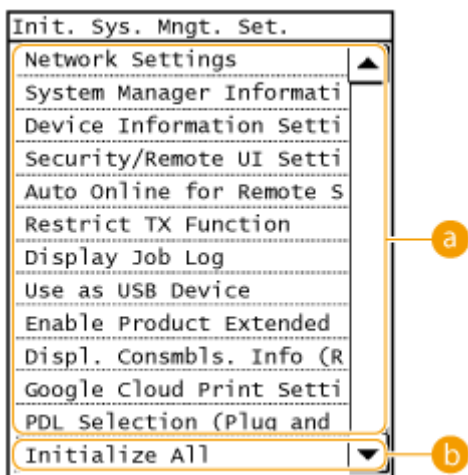 Init. Sys. Mngt. Set.
Network Settings
System Manager Informati
Device Information Setti
Security/Remote UI Setti
Auto Online for Remote S
Restrict TX Function
Display Job Log
Use as USB Device
Enable Product Extended
Displ. Consmbls. Info (R
Google Cloud Print Setti
PDL Selection (Plug and
Initialize All
a
b